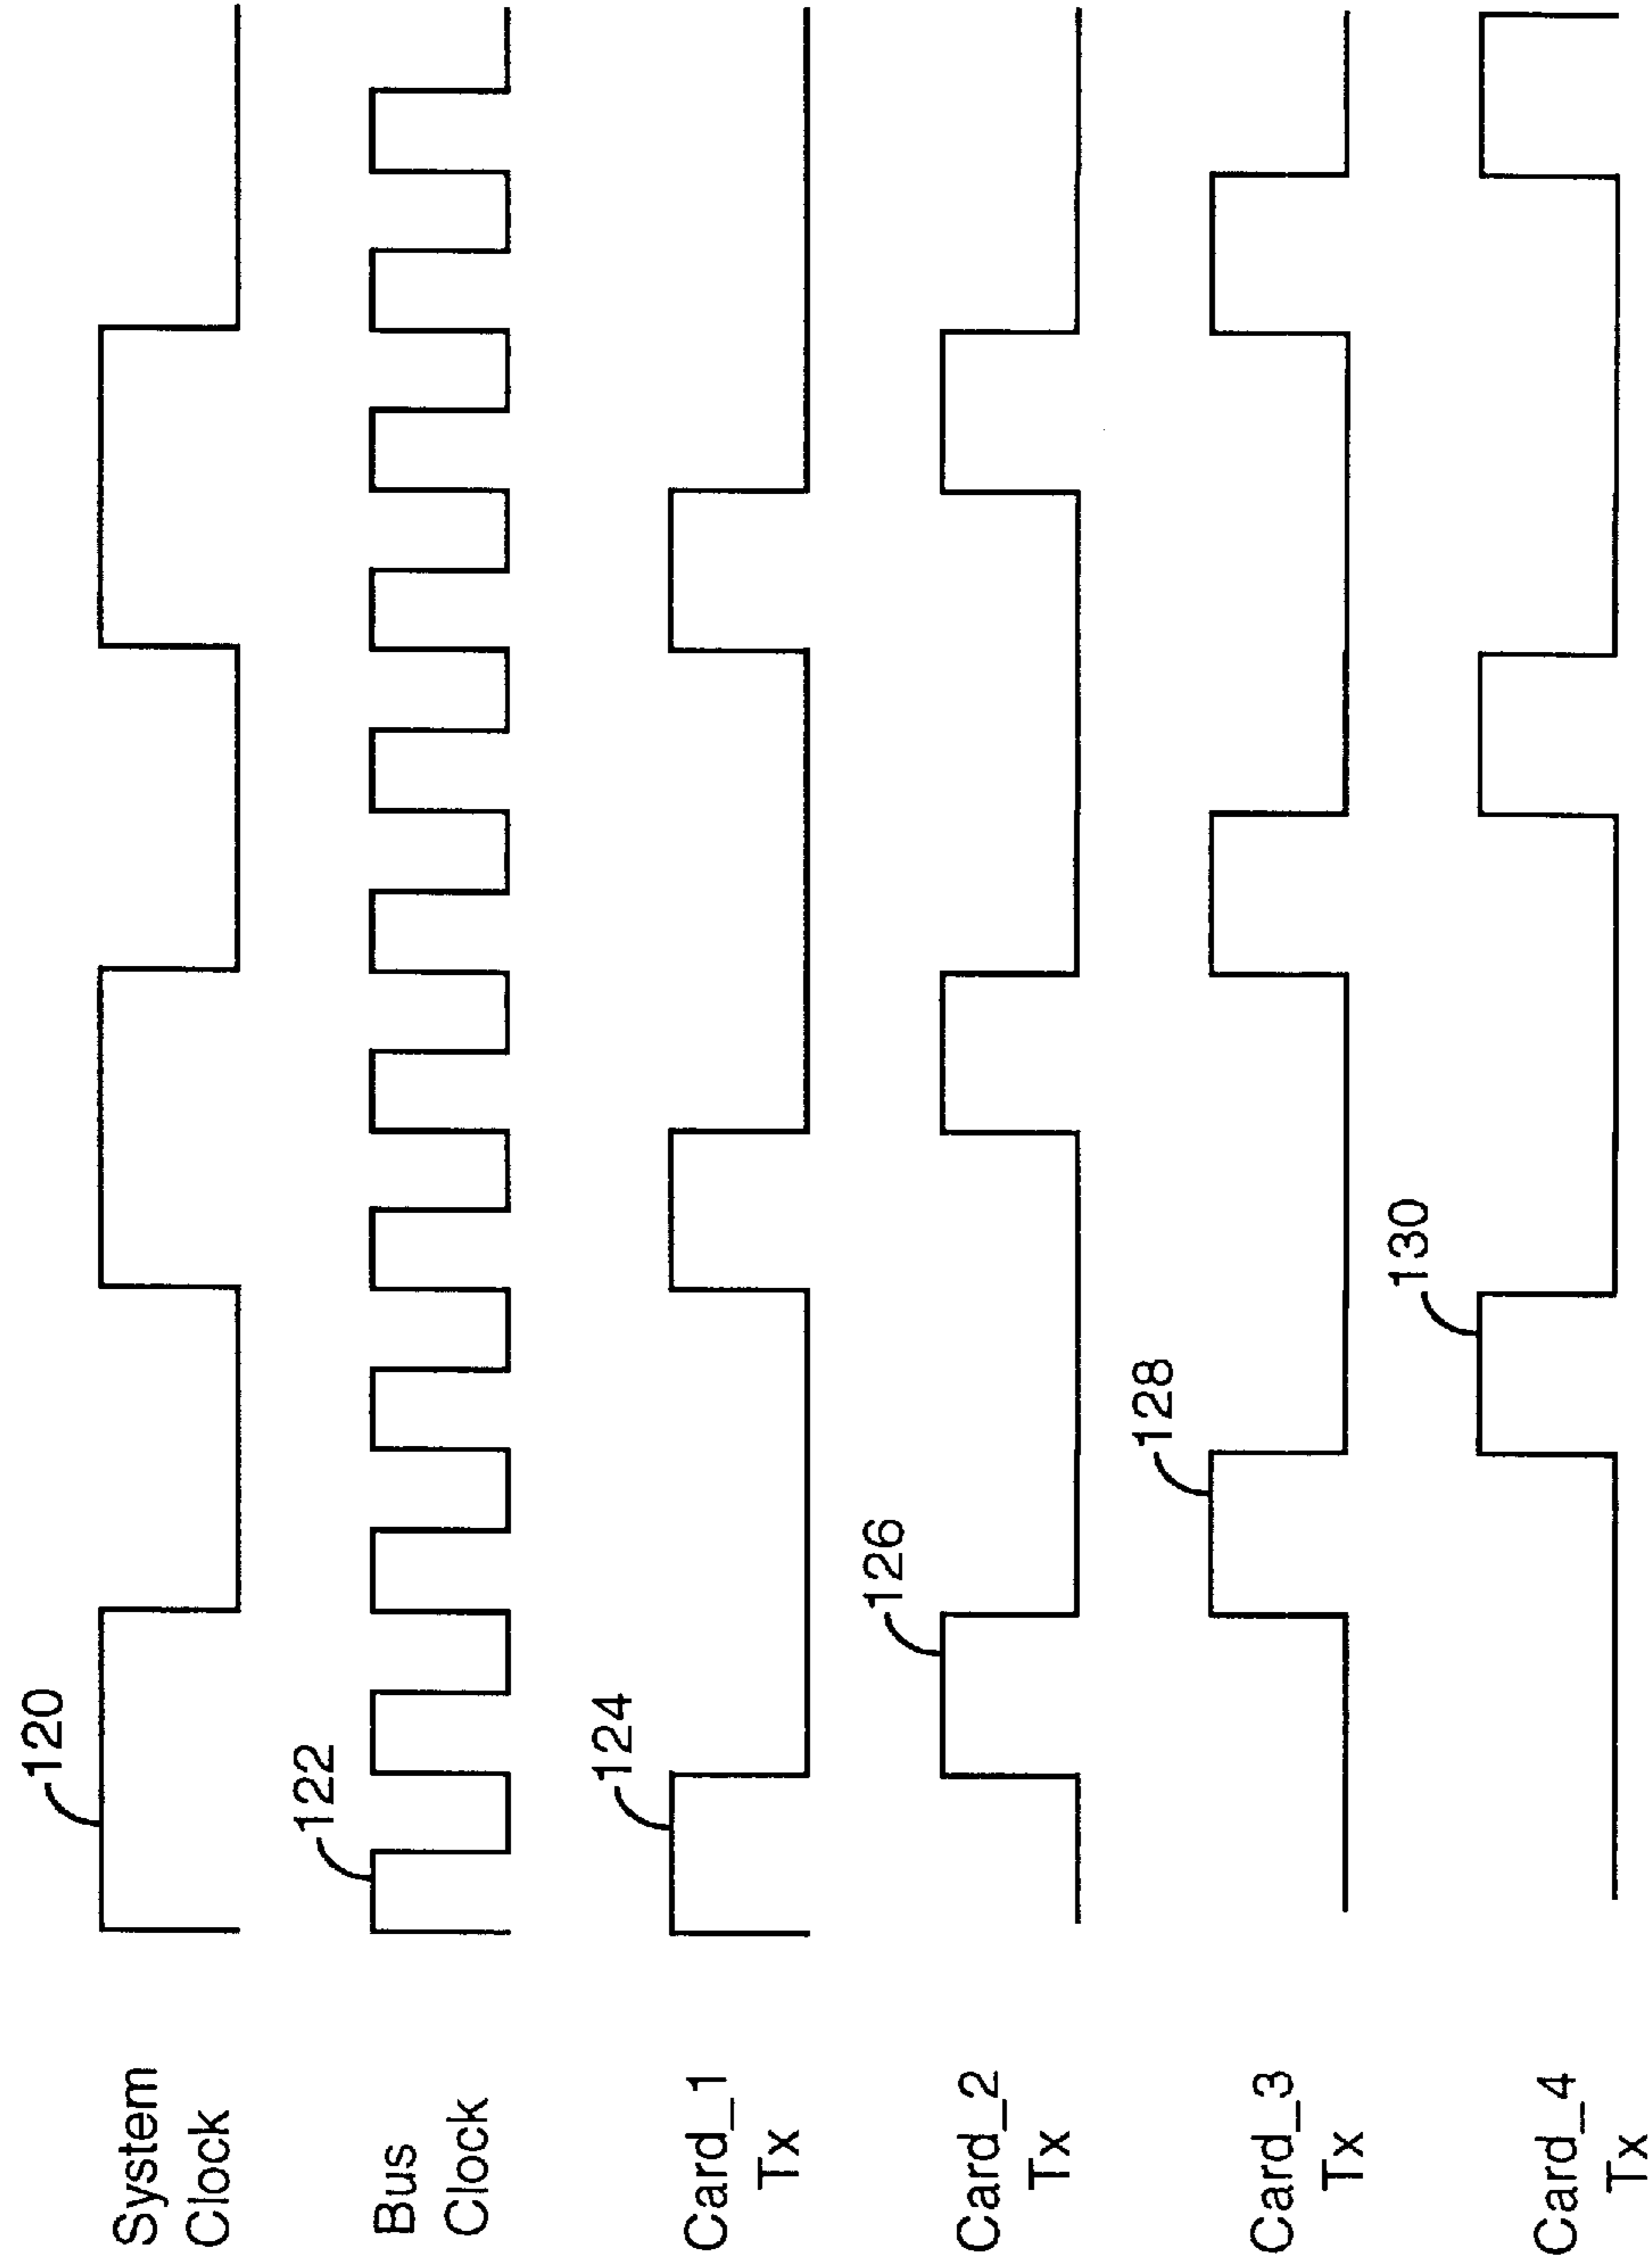 System
Clock
120
Bus
Clock
122
Card_1
Tx
124
Card_2
Tx
126
Card_3
Tx
128
Card_4
Tx
130